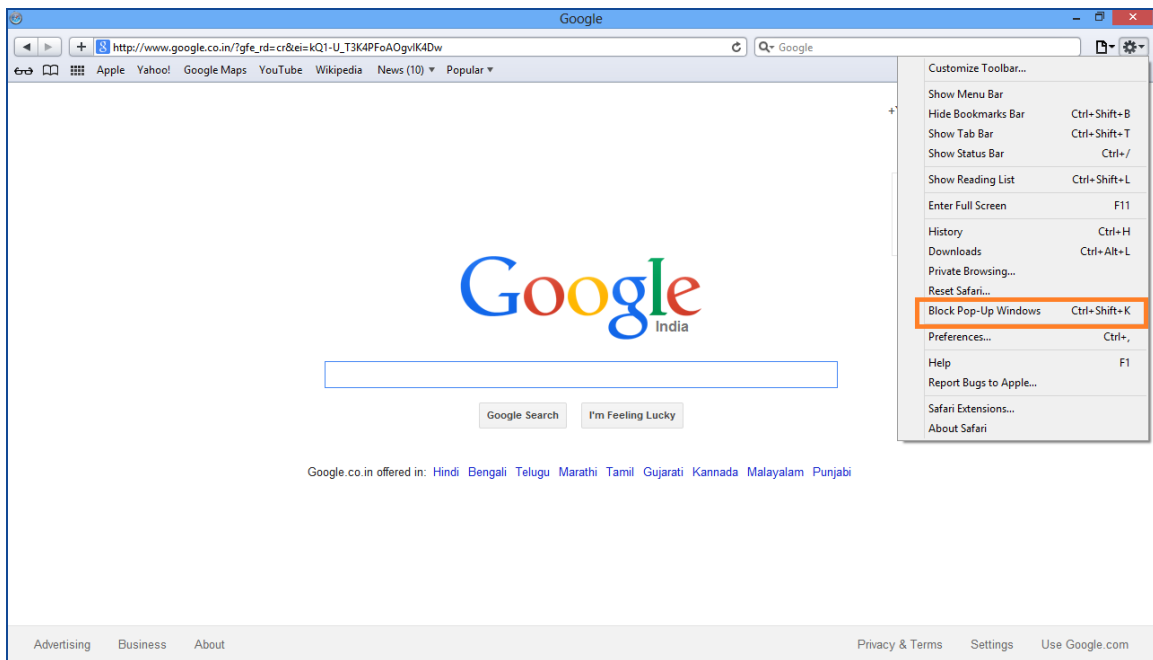 Google
http://www.google.co.in/?gfe_rd=cr&ei=kQ1-U_T3K4PFoAOgvIK4Dw
Google
Apple Yahoo! Google Maps YouTube Wikipedia News (10) Popular
Customize Toolbar...
Show Menu Bar
Hide Bookmarks Bar Ctrl+Shift+B
Show Tab Bar Ctrl+Shift+T
Show Status Bar Ctrl+/
Show Reading List Ctrl+Shift+L
Enter Full Screen F11
History Ctrl+H
Downloads Ctrl+Alt+L
Private Browsing...
Reset Safari...
Block Pop-Up Windows Ctrl+Shift+K
Preferences... Ctrl+,
Help F1
Report Bugs to Apple...
Safari Extensions...
About Safari
Google
India
Google Search I'm Feeling Lucky
Google.co.in offered in: Hindi Bengali Telugu Marathi Tamil Gujarati Kannada Malayalam Punjabi
Advertising Business About Privacy & Terms Settings Use Google.com